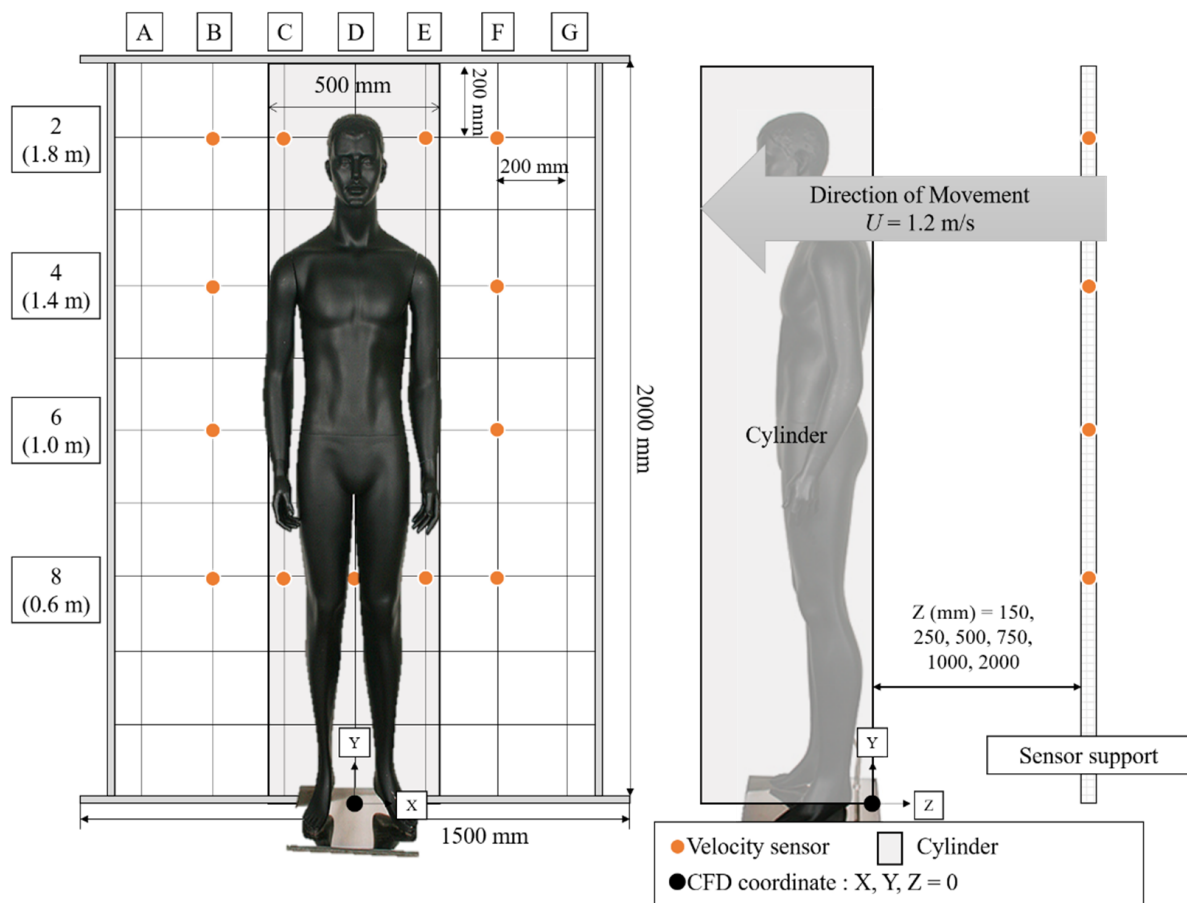 A
B
C
D
E
F
G
500 mm
200 mm
200 mm
2
(1.8 m)
4
(1.4 m)
6
(1.0 m)
8
(0.6 m)
2000 mm
Y
X
1500 mm
Direction of Movement
U = 1.2 m/s
Cylinder
Z (mm) = 150,
250, 500, 750,
1000, 2000
Y
Z
Sensor support
Velocity sensor
Cylinder
CFD coordinate : X, Y, Z = 0